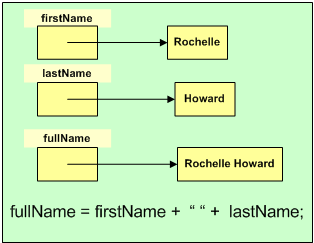 firstName
Rochelle
lastName
Howard
fullName
Rochelle Howard
fullName = firstName + “ “ + lastName;